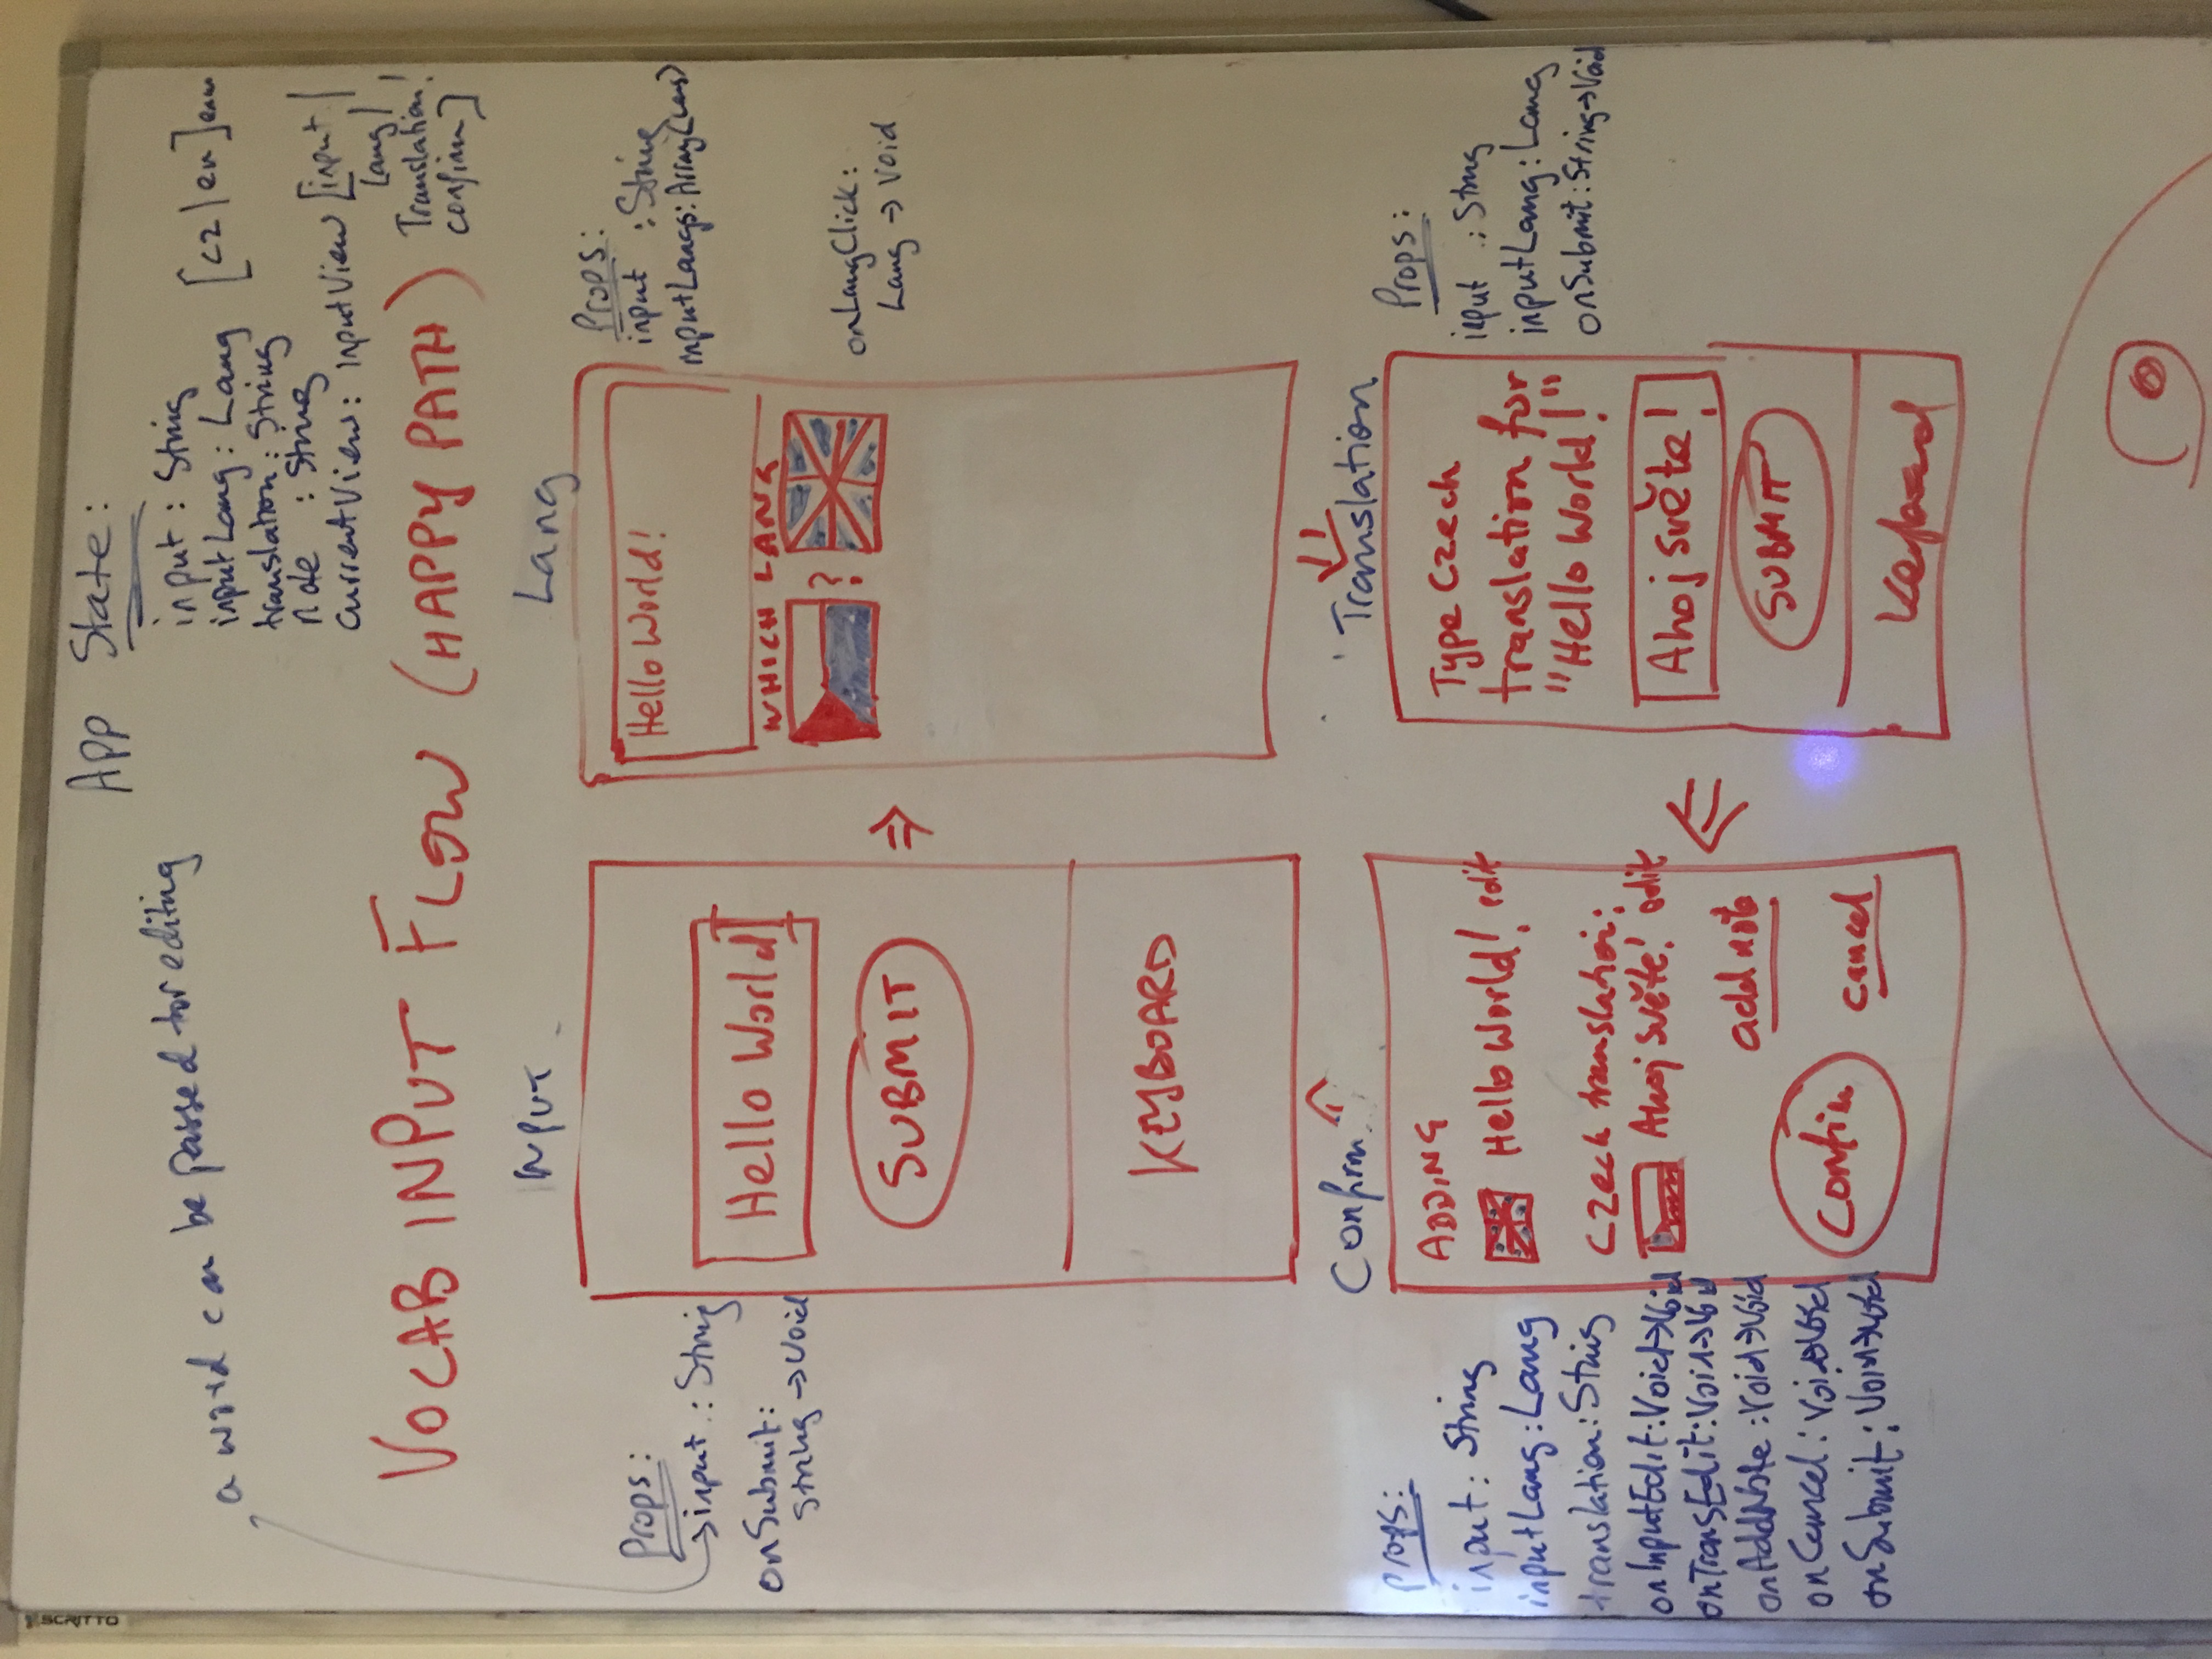 SCATTO
App State:
input : String
inputLang : Lang [cz|en] enum
translation : String
note : String
currentView : inputView [input |
Lang |
Translation |
confirm]
a word can be passed for editing
VOCAB INPUT FLOW (HAPPY PATH)
INPUT
Props:
input : String
onSubmit:
String → Void
Hello World
SUBMIT
KEYBOARD
⇒
Lang
Hello World!
WHICH LANG
?
Props:
input : String
inputLangs: Array(Lang)
onLangClick:
Lang → Void
Translation
Type Czech
translation for
"Hello World!"
Ahoj světe!
SUBMIT
Keyboard
Props:
input : String
inputLang: Lang
onSubmit: String → Void
Confirm
ADDING
Hello World! edit
Czech translation:
Ahoj světe! edit
add note
Confirm
cancel
props:
input: String
inputLang: Lang
translation: String
onInputEdit: Void → Void
onTransEdit: Void → Void
onAddNote : Void → Void
onCancel: Void → Void
onSubmit: Void → Void